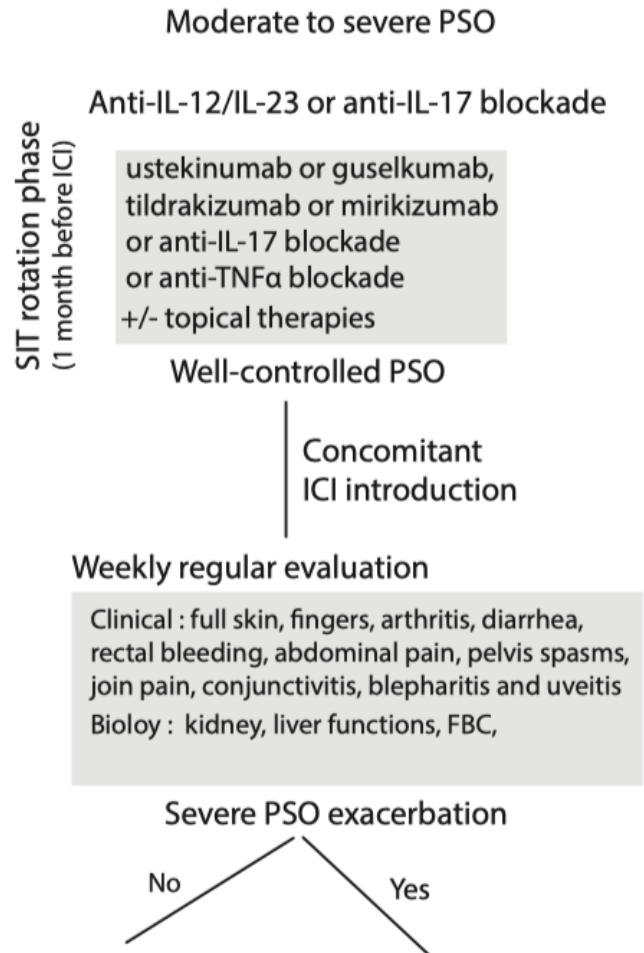 Moderate to severe PSO
Anti-IL-12/IL-23 or anti-IL-17 blockade
SIT rotation phase
(1 month before ICI)
ustekinumab or guselkumab,
tildrakizumab or mirikizumab
or anti-IL-17 blockade
or anti-TNFα blockade
+/- topical therapies
Well-controlled PSO
Concomitant
ICI introduction
Weekly regular evaluation
Clinical : full skin, fingers, arthritis, diarrhea,
rectal bleeding, abdominal pain, pelvis spasms,
join pain, conjunctivitis, blepharitis and uveitis
Bioloy : kidney, liver functions, FBC,
Severe PSO exacerbation
No
Yes